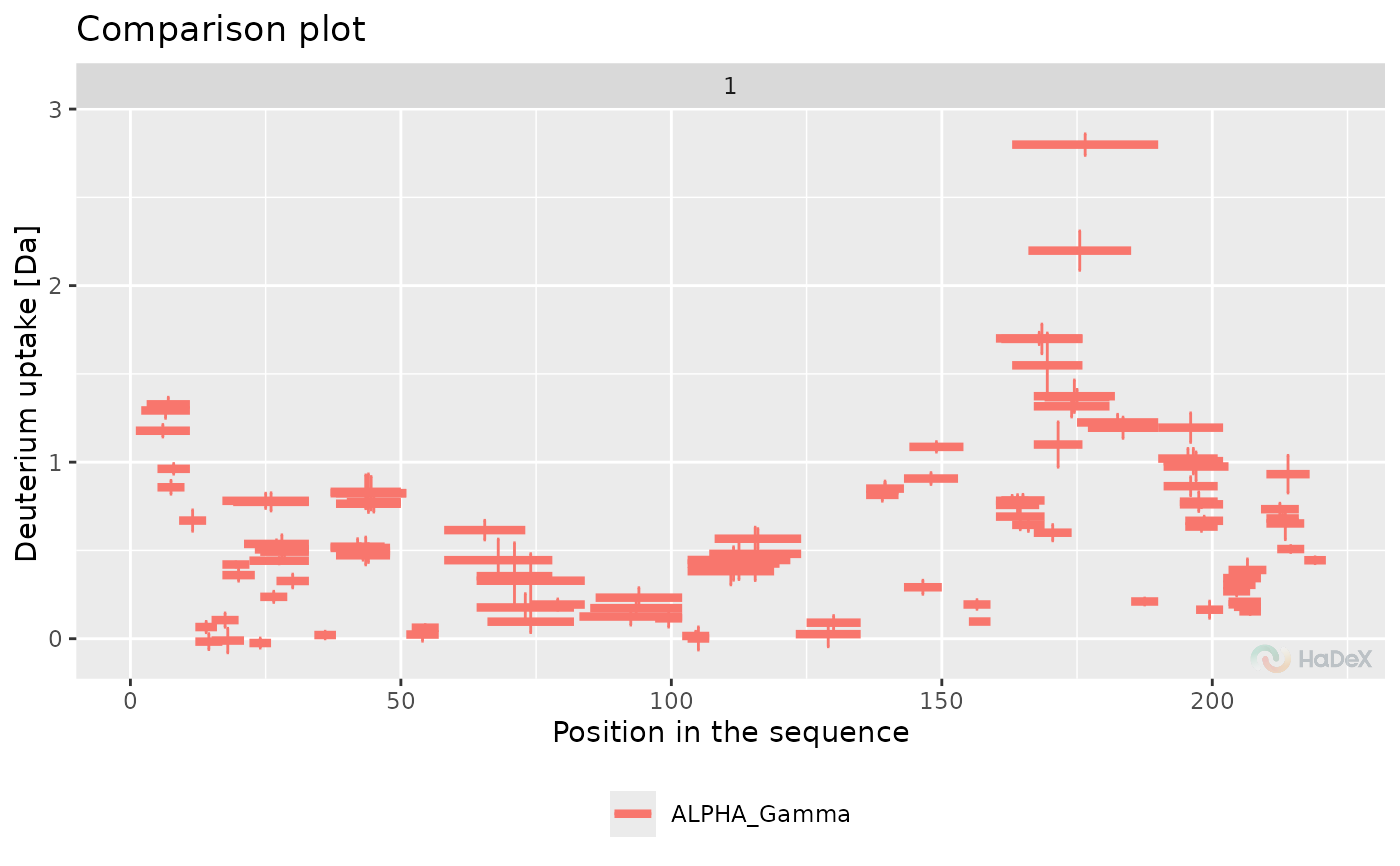 Comparison plot
1
Deuterium uptake [Da]
3
2
1
0
0 50 100 150 200
Position in the sequence
HaDeX
ALPHA_Gamma